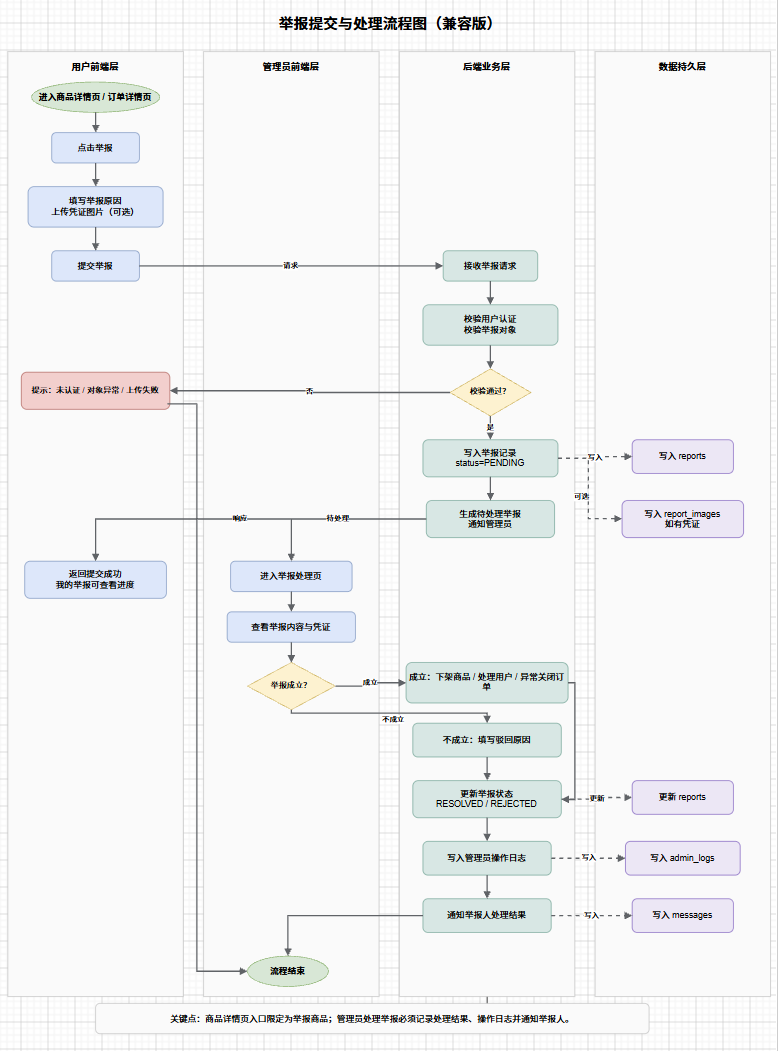 举报提交与处理流程图（兼容版）
用户前端层
管理员前端层
后端业务层
数据持久层
进入商品详情页 / 订单详情页
点击举报
填写举报原因
上传凭证图片（可选）
提交举报
请求
接收举报请求
校验用户认证
校验举报对象
校验通过?
否
提示：未认证 / 对象异常 / 上传失败
是
写入举报记录
status=PENDING
写入
写入 reports
可选
写入 report_images
如有凭证
生成待处理举报
通知管理员
响应
待处理
返回提交成功
我的举报可查看进度
进入举报处理页
查看举报内容与凭证
举报成立?
成立
成立：下架商品 / 处理用户 / 异常关闭订
单
不成立
不成立：填写驳回原因
更新举报状态
RESOLVED / REJECTED
更新
更新 reports
写入管理员操作日志
写入
写入 admin_logs
通知举报人处理结果
写入
写入 messages
流程结束
关键点：商品详情页入口限定为举报商品；管理员处理举报必须记录处理结果、操作日志并通知举报人。